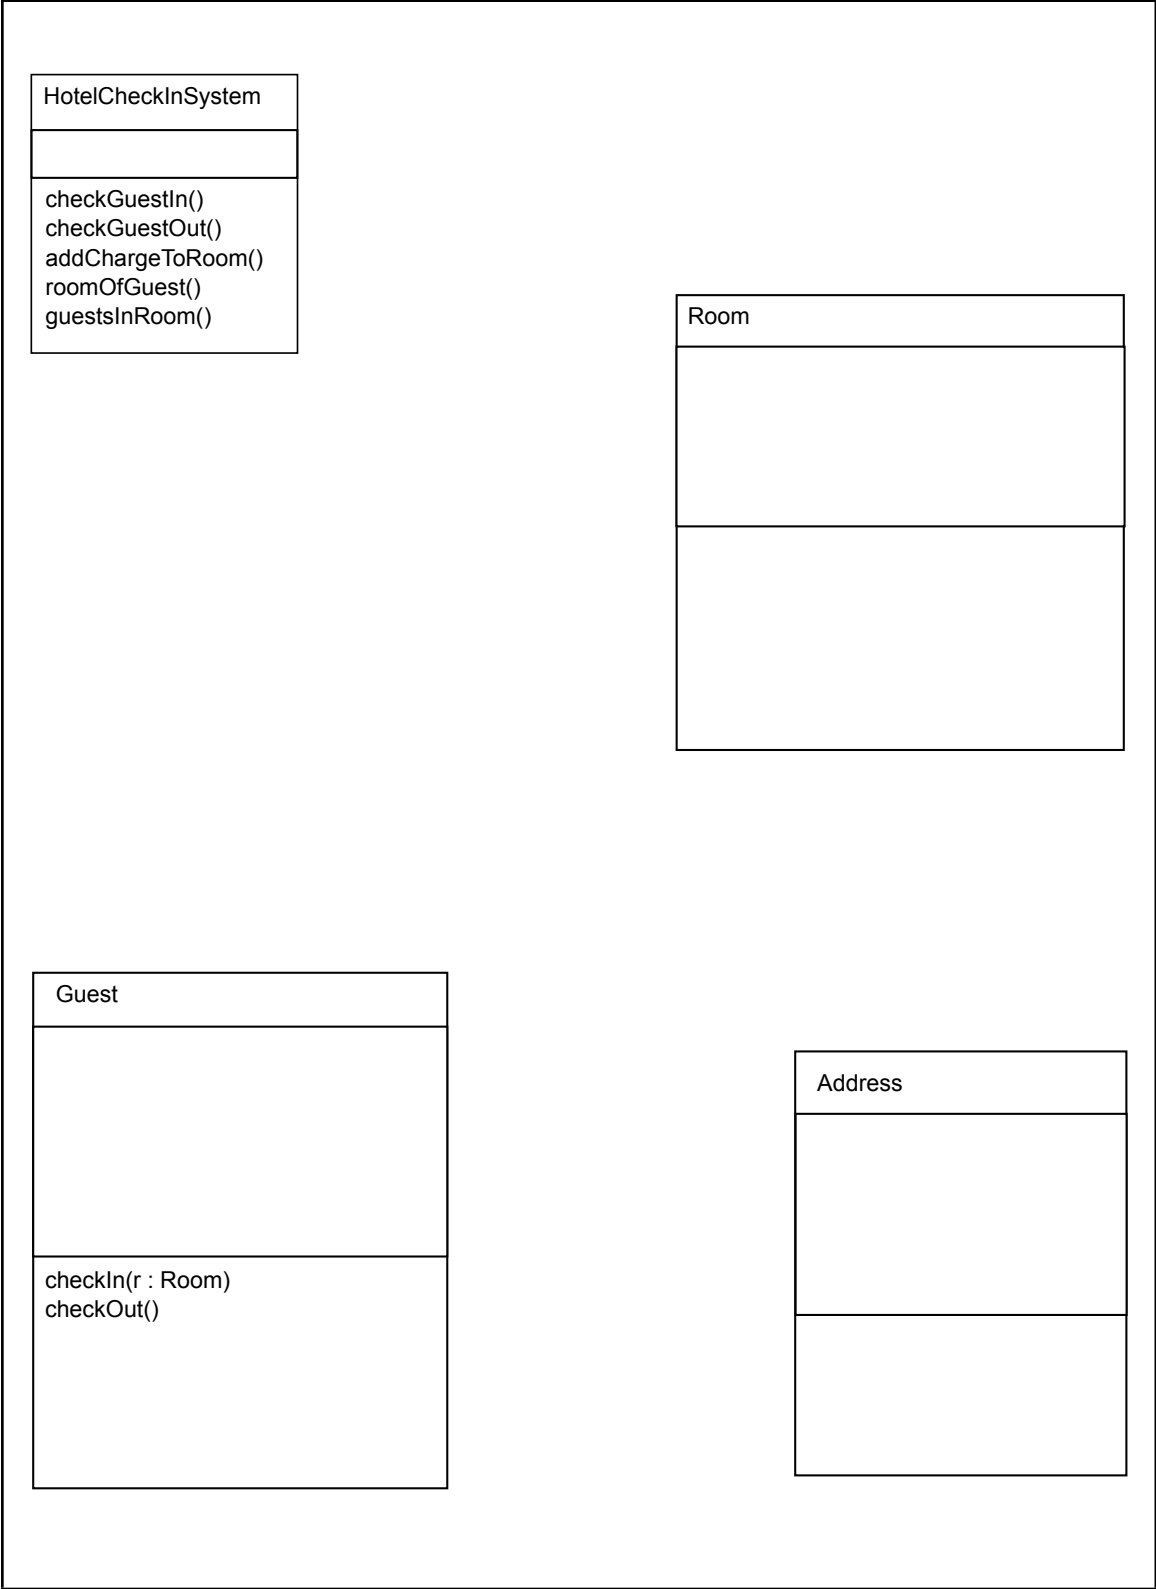 HotelCheckInSystem
checkGuestIn()
checkGuestOut()
addChargeToRoom()
roomOfGuest()
guestsInRoom()
Room
Guest
checkIn(r : Room)
checkOut()
Address